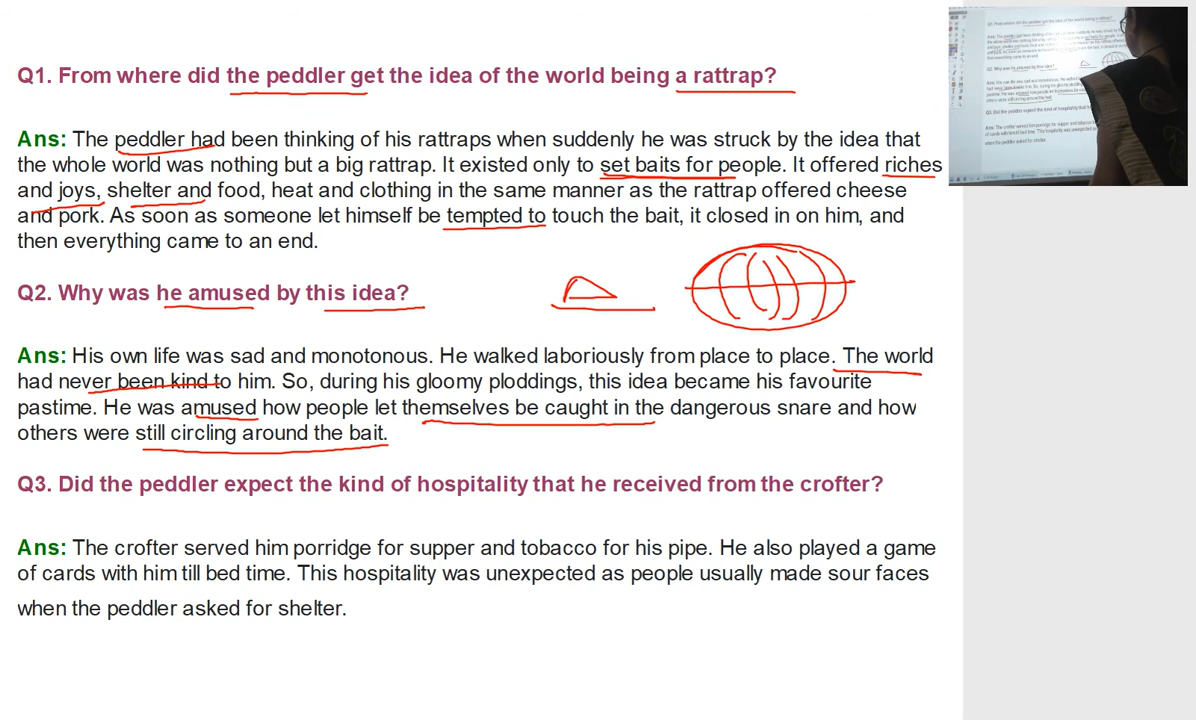 Q1. From where did the peddler get the idea of the world being a rattrap?
Ans: The peddler had been thinking of his rattraps when suddenly he was struck by the idea that
the whole world was nothing but a big rattrap. It existed only to set baits for people. It offered riches
and joys, shelter and food, heat and clothing in the same manner as the rattrap offered cheese
and pork. As soon as someone let himself be tempted to touch the bait, it closed in on him, and
then everything came to an end.
Q2. Why was he amused by this idea?
Ans: His own life was sad and monotonous. He walked laboriously from place to place. The world
had never been kind to him. So, during his gloomy ploddings, this idea became his favourite
pastime. He was amused how people let themselves be caught in the dangerous snare and how
others were still circling around the bait.
Q3. Did the peddler expect the kind of hospitality that he received from the crofter?
Ans: The crofter served him porridge for supper and tobacco for his pipe. He also played a game
of cards with him till bed time. This hospitality was unexpected as people usually made sour faces
when the peddler asked for shelter.